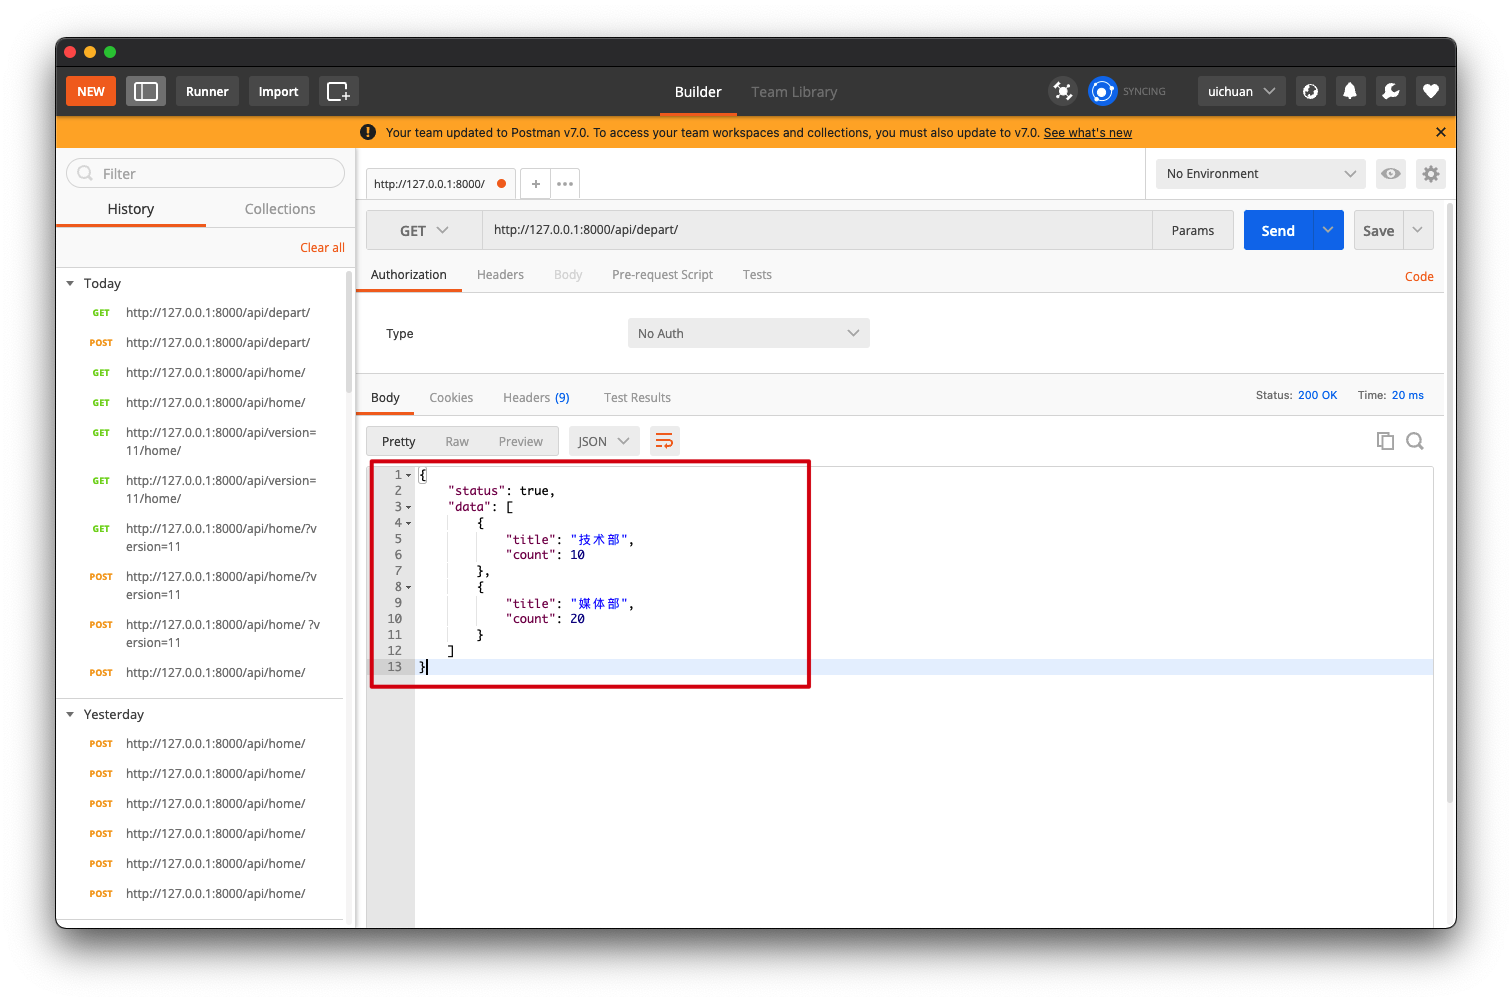 NEW
Runner
Import
Builder
Team Library
SYNCING
uichuan
Your team updated to Postman v7.0. To access your team workspaces and collections, you must also update to v7.0. See what's new
Filter
History
Collections
Clear all
Today
GET http://127.0.0.1:8000/api/depart/
POST http://127.0.0.1:8000/api/depart/
GET http://127.0.0.1:8000/api/home/
GET http://127.0.0.1:8000/api/home/
GET http://127.0.0.1:8000/api/version=
11/home/
GET http://127.0.0.1:8000/api/version=
11/home/
GET http://127.0.0.1:8000/api/home/?v
ersion=11
POST http://127.0.0.1:8000/api/home/?v
ersion=11
POST http://127.0.0.1:8000/api/home/ ?v
ersion=11
POST http://127.0.0.1:8000/api/home/
Yesterday
POST http://127.0.0.1:8000/api/home/
POST http://127.0.0.1:8000/api/home/
POST http://127.0.0.1:8000/api/home/
POST http://127.0.0.1:8000/api/home/
POST http://127.0.0.1:8000/api/home/
POST http://127.0.0.1:8000/api/home/
http://127.0.0.1:8000/
No Environment
GET
http://127.0.0.1:8000/api/depart/
Params
Send
Save
Authorization
Headers
Body
Pre-request Script
Tests
Code
Type
No Auth
Body
Cookies
Headers (9)
Test Results
Status: 200 OK
Time: 20 ms
Pretty
Raw
Preview
JSON
1 {
2 "status": true,
3 "data": [
4 {
5 "title": "技术部",
6 "count": 10
7 },
8 {
9 "title": "媒体部",
10 "count": 20
11 }
12 ]
13 }